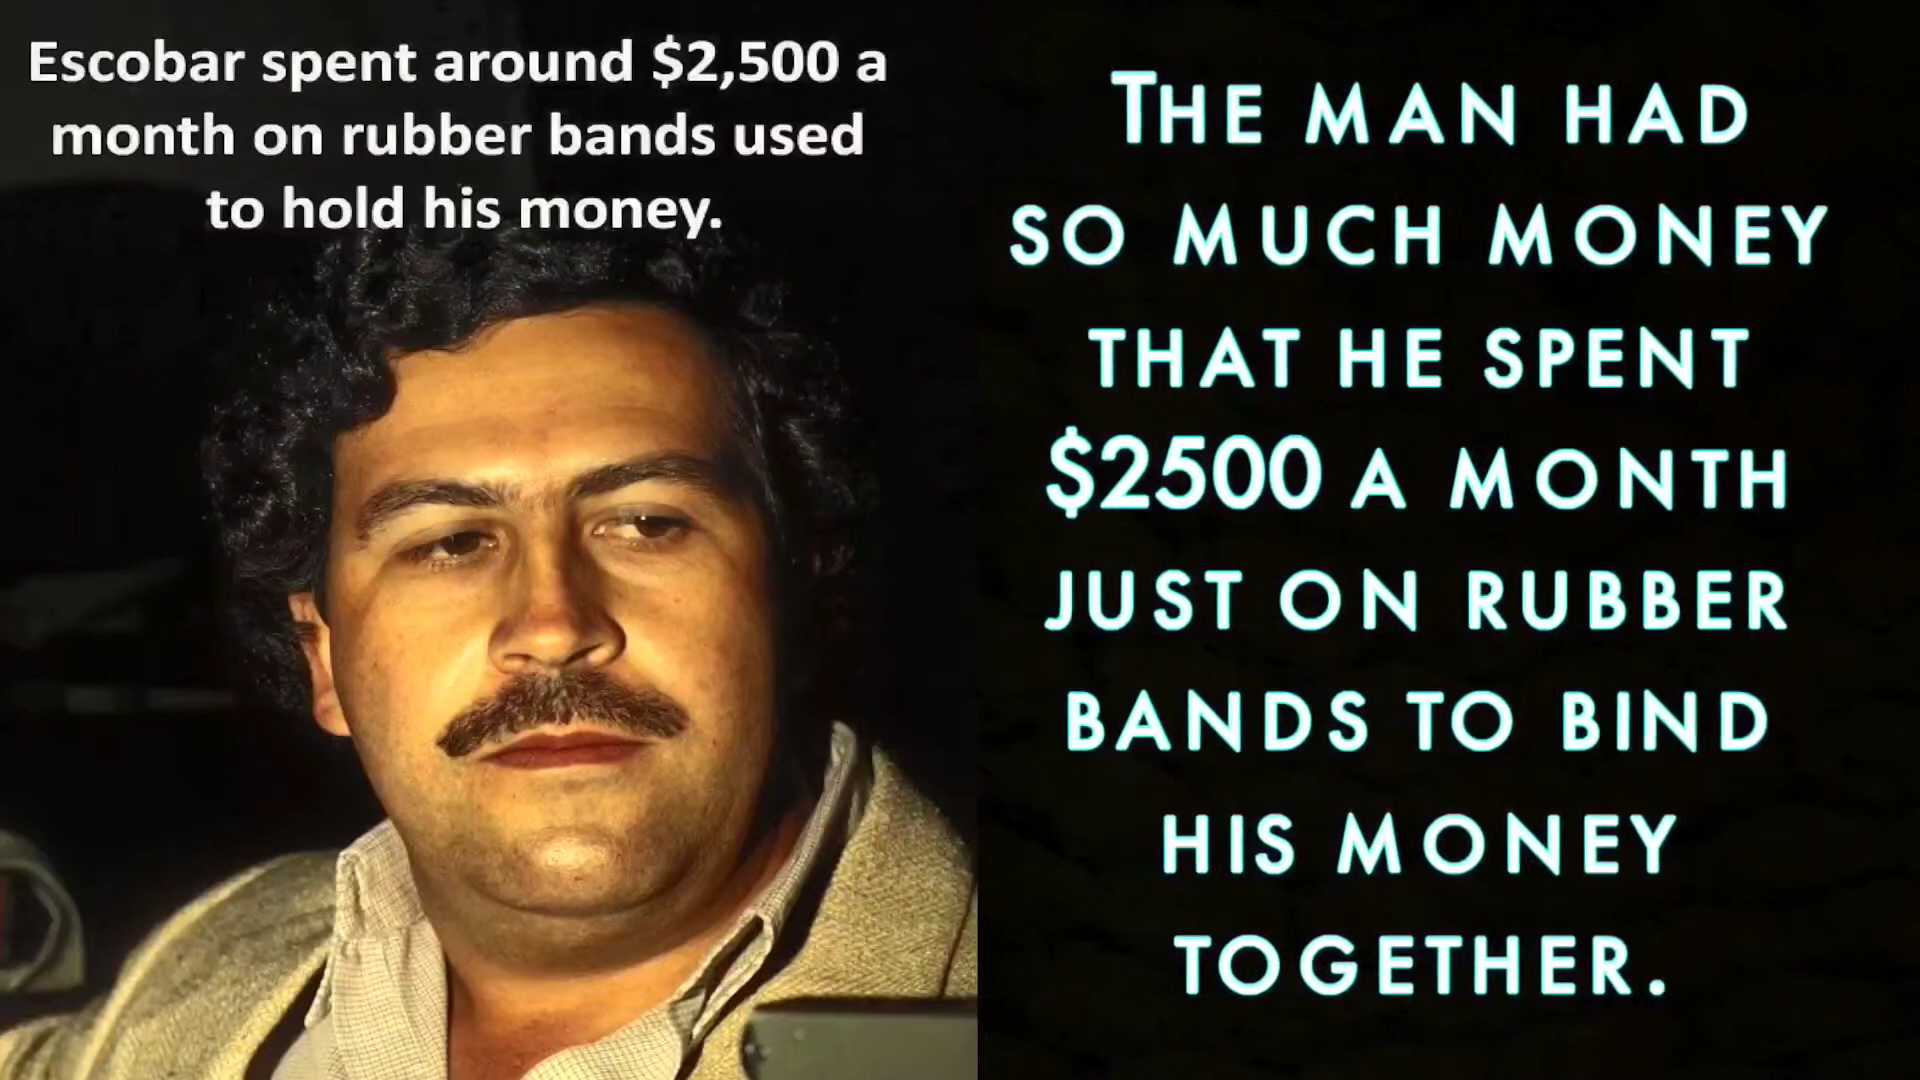 Escobar spent around $2,500 a
month on rubber bands used
to hold his money.
THE MAN HAD
SO MUCH MONEY
THAT HE SPENT
$2500 A MONTH
JUST ON RUBBER
BANDS TO BIND
HIS MONEY
TOGETHER.